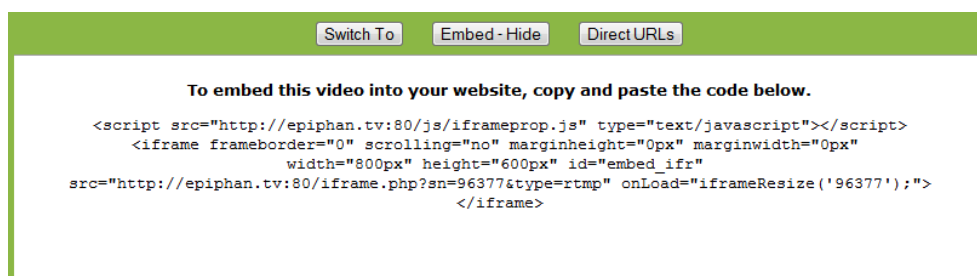 Switch To Embed - Hide Direct URLs
To embed this video into your website, copy and paste the code below.
<script src="http://epiphan.tv:80/js/iframeprop.js" type="text/javascript"></script>
<iframe frameborder="0" scrolling="no" marginheight="0px" marginwidth="0px"
width="800px" height="600px" id="embed_ifr"
src="http://epiphan.tv:80/iframe.php?sn=96377&type=rtmp" onLoad="iframeResize('96377');">
</iframe>